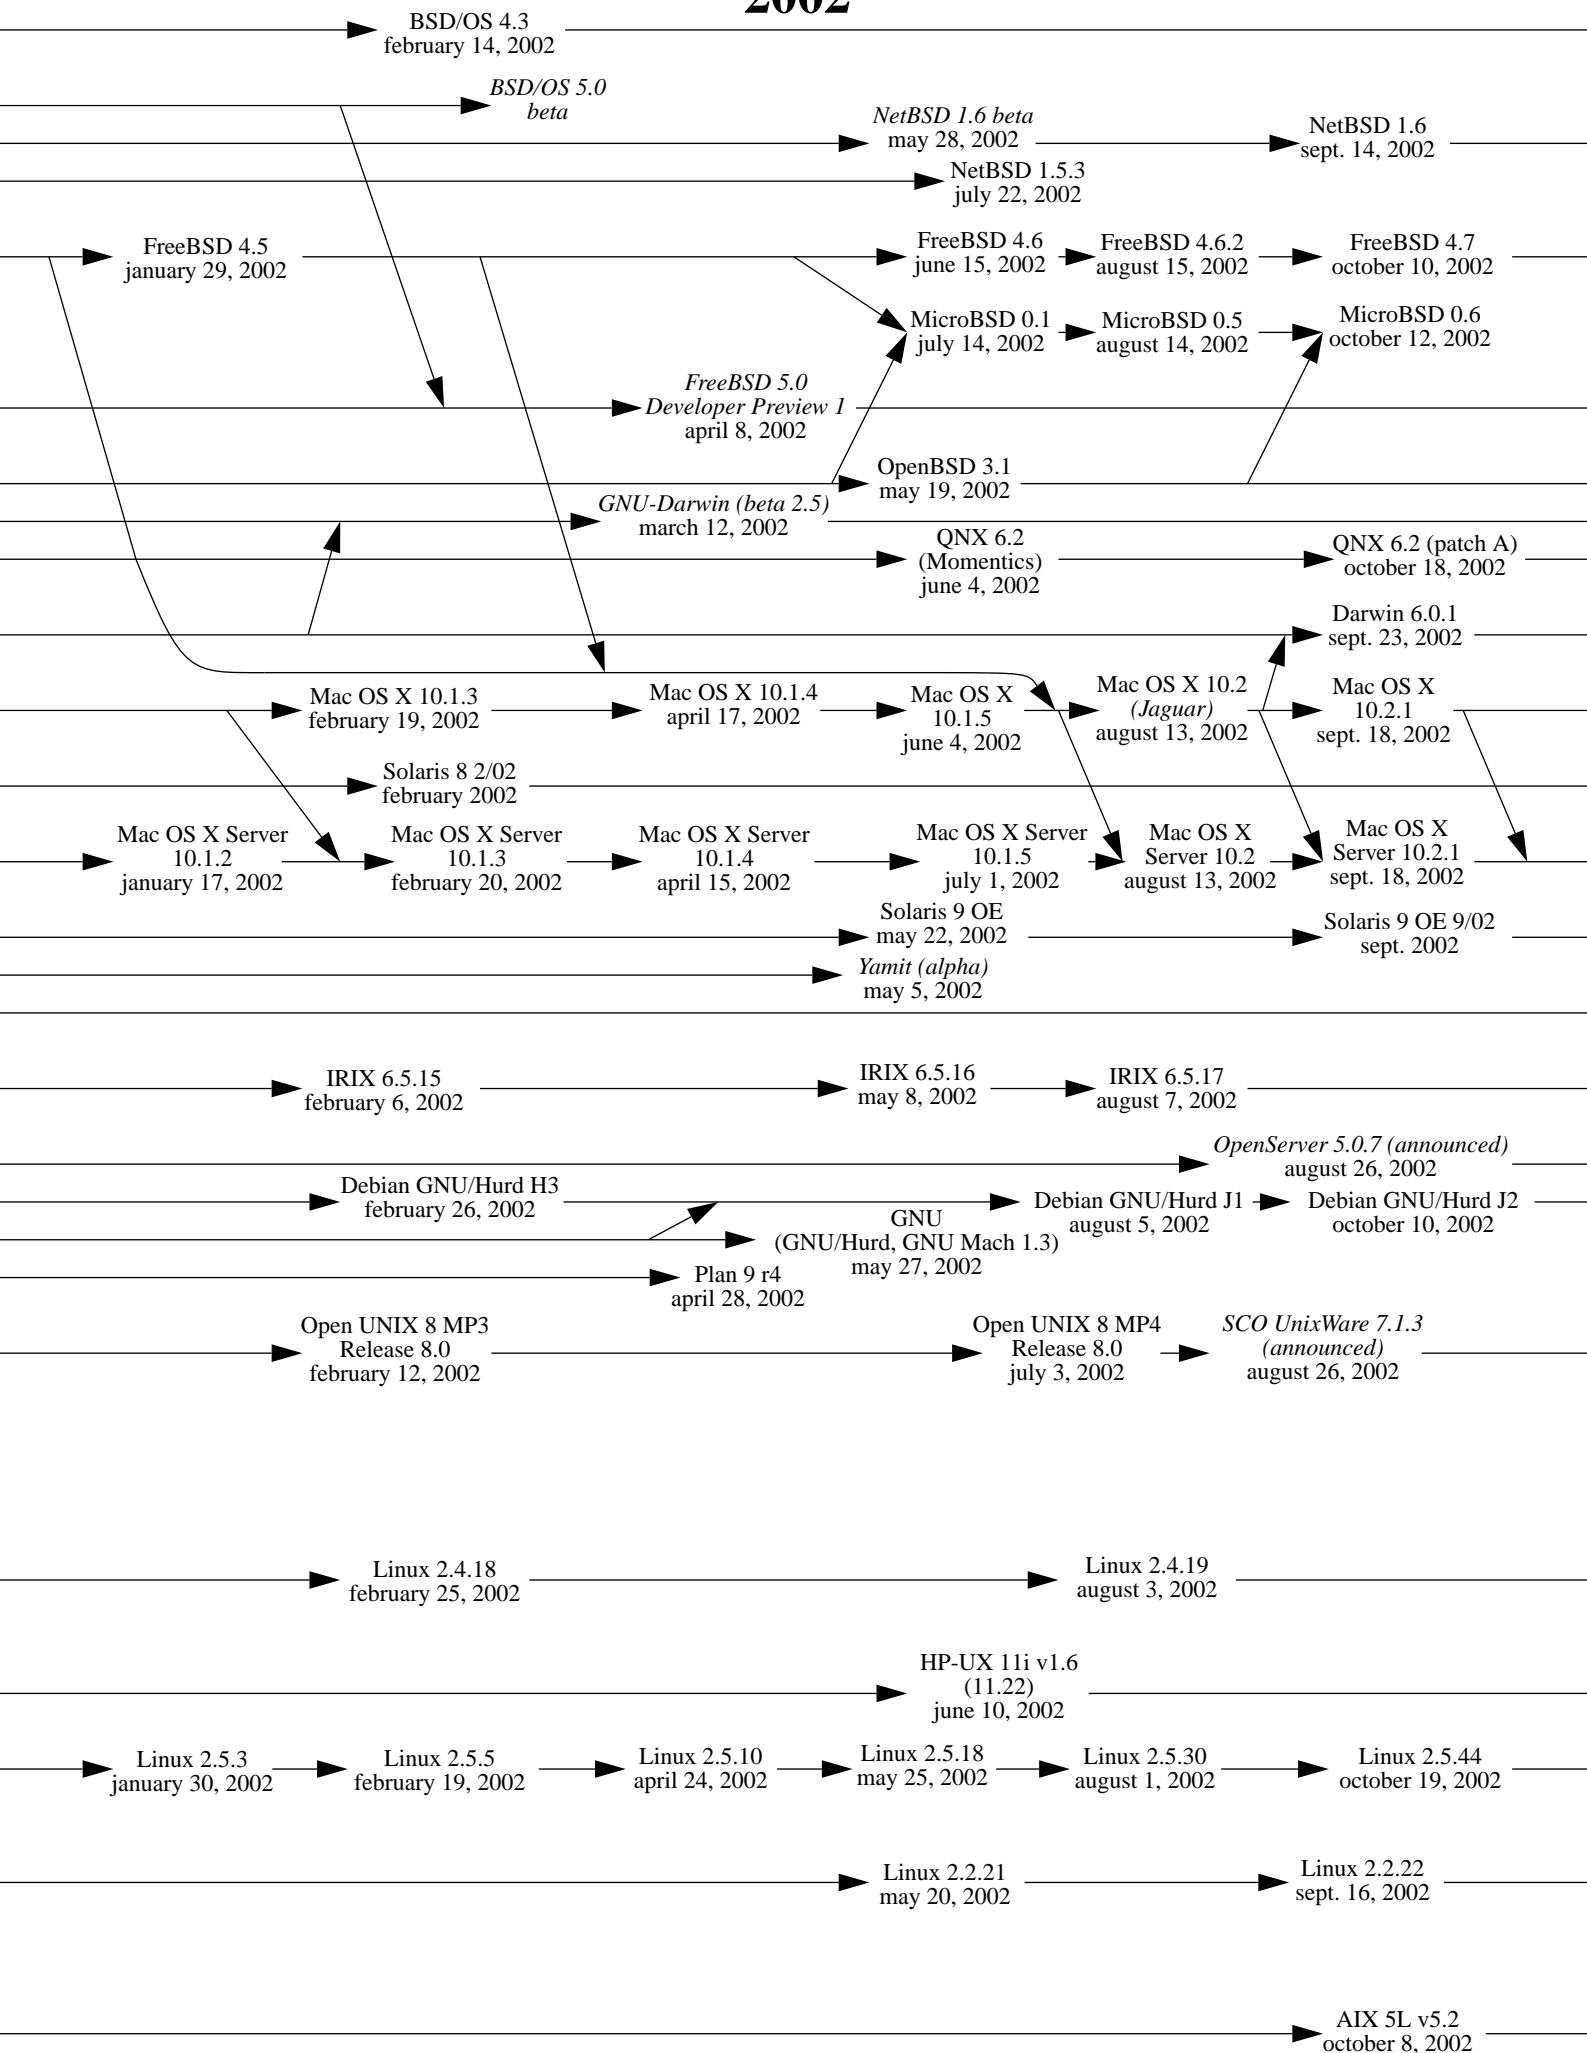 2002
BSD/OS 4.3
february 14, 2002
BSD/OS 5.0
beta
NetBSD 1.6 beta
may 28, 2002
NetBSD 1.6
sept. 14, 2002
NetBSD 1.5.3
july 22, 2002
FreeBSD 4.5
january 29, 2002
FreeBSD 4.6
june 15, 2002
FreeBSD 4.6.2
august 15, 2002
FreeBSD 4.7
october 10, 2002
MicroBSD 0.1
july 14, 2002
MicroBSD 0.5
august 14, 2002
MicroBSD 0.6
october 12, 2002
FreeBSD 5.0
Developer Preview 1
april 8, 2002
OpenBSD 3.1
may 19, 2002
GNU-Darwin (beta 2.5)
march 12, 2002
QNX 6.2
(Momentics)
june 4, 2002
QNX 6.2 (patch A)
october 18, 2002
Darwin 6.0.1
sept. 23, 2002
Mac OS X 10.1.3
february 19, 2002
Mac OS X 10.1.4
april 17, 2002
Mac OS X
10.1.5
june 4, 2002
Mac OS X 10.2
(Jaguar)
august 13, 2002
Mac OS X
10.2.1
sept. 18, 2002
Solaris 8 2/02
february 2002
Mac OS X Server
10.1.2
january 17, 2002
Mac OS X Server
10.1.3
february 20, 2002
Mac OS X Server
10.1.4
april 15, 2002
Mac OS X Server
10.1.5
july 1, 2002
Mac OS X
Server 10.2
august 13, 2002
Mac OS X
Server 10.2.1
sept. 18, 2002
Solaris 9 OE
may 22, 2002
Solaris 9 OE 9/02
sept. 2002
Yamit (alpha)
may 5, 2002
IRIX 6.5.15
february 6, 2002
IRIX 6.5.16
may 8, 2002
IRIX 6.5.17
august 7, 2002
OpenServer 5.0.7 (announced)
august 26, 2002
Debian GNU/Hurd H3
february 26, 2002
Debian GNU/Hurd J1
august 5, 2002
Debian GNU/Hurd J2
october 10, 2002
GNU
(GNU/Hurd, GNU Mach 1.3)
may 27, 2002
Plan 9 r4
april 28, 2002
Open UNIX 8 MP3
Release 8.0
february 12, 2002
Open UNIX 8 MP4
Release 8.0
july 3, 2002
SCO UnixWare 7.1.3
(announced)
august 26, 2002
Linux 2.4.18
february 25, 2002
Linux 2.4.19
august 3, 2002
HP-UX 11i v1.6
(11.22)
june 10, 2002
Linux 2.5.3
january 30, 2002
Linux 2.5.5
february 19, 2002
Linux 2.5.10
april 24, 2002
Linux 2.5.18
may 25, 2002
Linux 2.5.30
august 1, 2002
Linux 2.5.44
october 19, 2002
Linux 2.2.21
may 20, 2002
Linux 2.2.22
sept. 16, 2002
AIX 5L v5.2
october 8, 2002